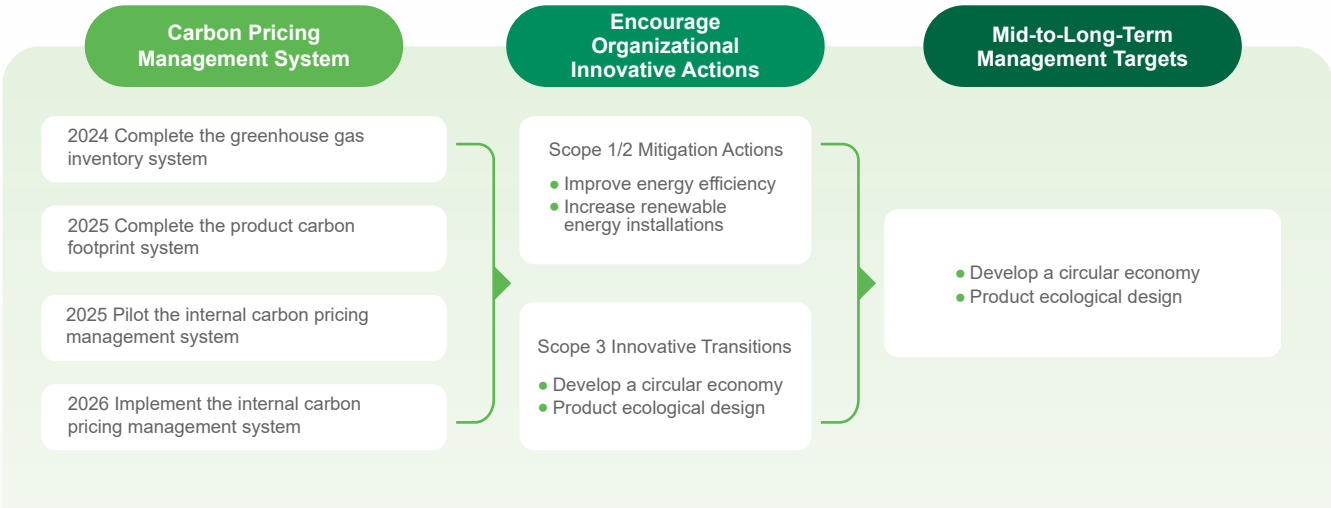 Carbon Pricing
Management System
2024 Complete the greenhouse gas
inventory system
2025 Complete the product carbon
footprint system
2025 Pilot the internal carbon pricing
management system
2026 Implement the internal carbon
pricing management system
Encourage
Organizational
Innovative Actions
Scope 1/2 Mitigation Actions
● Improve energy efficiency
● Increase renewable
energy installations
Scope 3 Innovative Transitions
● Develop a circular economy
● Product ecological design
Mid-to-Long-Term
Management Targets
● Develop a circular economy
● Product ecological design